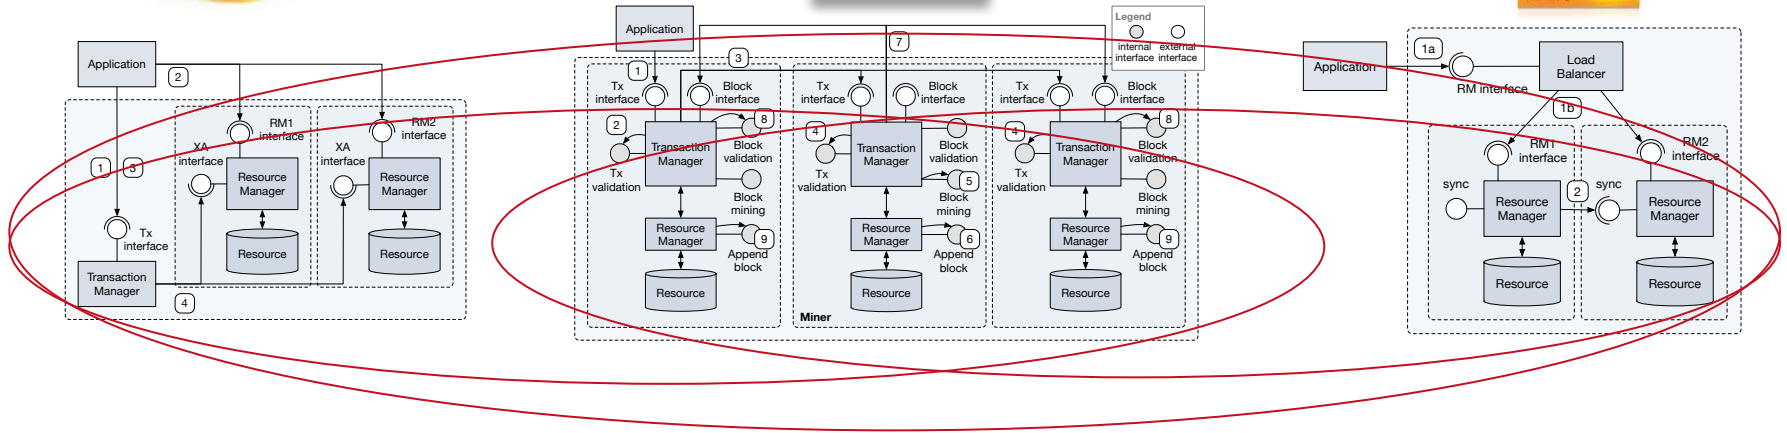 Application
2
RM1
interface
RM2
interface
XA
interface
XA
interface
1
3
Resource
Manager
Resource
Manager
Tx
interface
Resource
Resource
Transaction
Manager
4
Application
7
Legend
internal
interface
external
interface
1
3
Tx
interface
Block
interface
Tx
interface
Block
interface
Tx
interface
Block
interface
2
8
4
4
8
Transaction
Manager
Block
validation
Transaction
Manager
Block
validation
Transaction
Manager
Block
validation
Tx
validation
Tx
validation
Tx
validation
5
Block
mining
Block
mining
Block
mining
Resource
Manager
9
Resource
Manager
6
Resource
Manager
9
Append
block
Append
block
Append
block
Resource
Resource
Resource
Miner
Application
1a
Load
Balancer
RM interface
1b
RM1
interface
RM2
interface
sync
2
sync
Resource
Manager
Resource
Manager
Resource
Resource